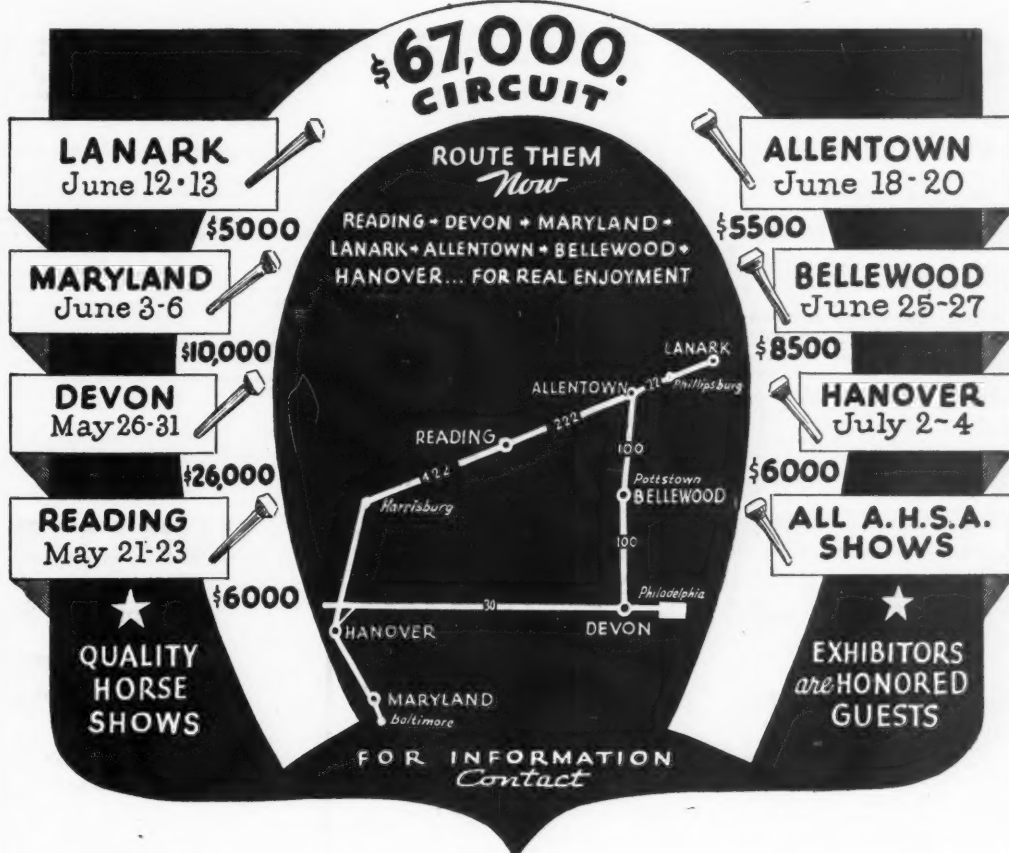 $67,000.
CIRCUIT
LANARK
June 12•13
$5000
MARYLAND
June 3-6
$10,000
DEVON
May 26-31
$26,000
READING
May 21-23
$6000
ROUTE THEM
Now
READING + DEVON + MARYLAND +
LANARK + ALLENTOWN + BELLEWOOD +
HANOVER... FOR REAL ENJOYMENT
ALLENTOWN
June 18-20
$5500
BELLEWOOD
June 25-27
$8500
HANOVER
July 2-4
$6000
ALL A.H.S.A.
SHOWS
LANARK
ALLENTOWN
22
Phillipsburg
222
READING
422
Harrisburg
100
Pottstown
BELLEWOOD
100
Philadelphia
30
HANOVER
DEVON
MARYLAND
Baltimore
QUALITY
HORSE
SHOWS
EXHIBITORS
are HONORED
GUESTS
FOR INFORMATION
Contact